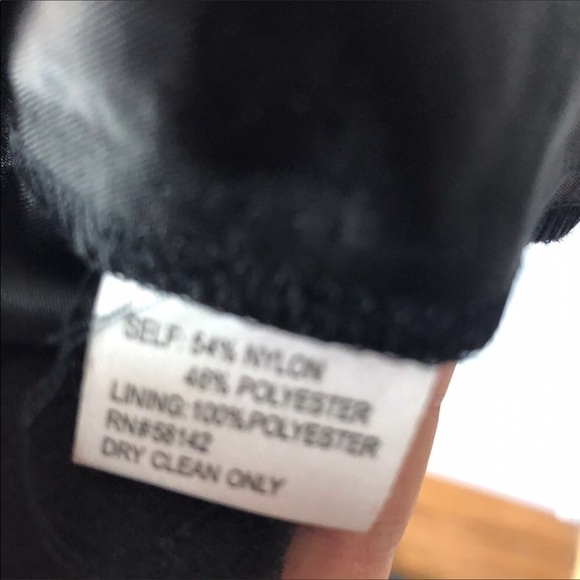 SELF: 54% NYLON
46% POLYESTER
LINING:100%POLYESTER
RN#58142
DRY CLEAN ONLY